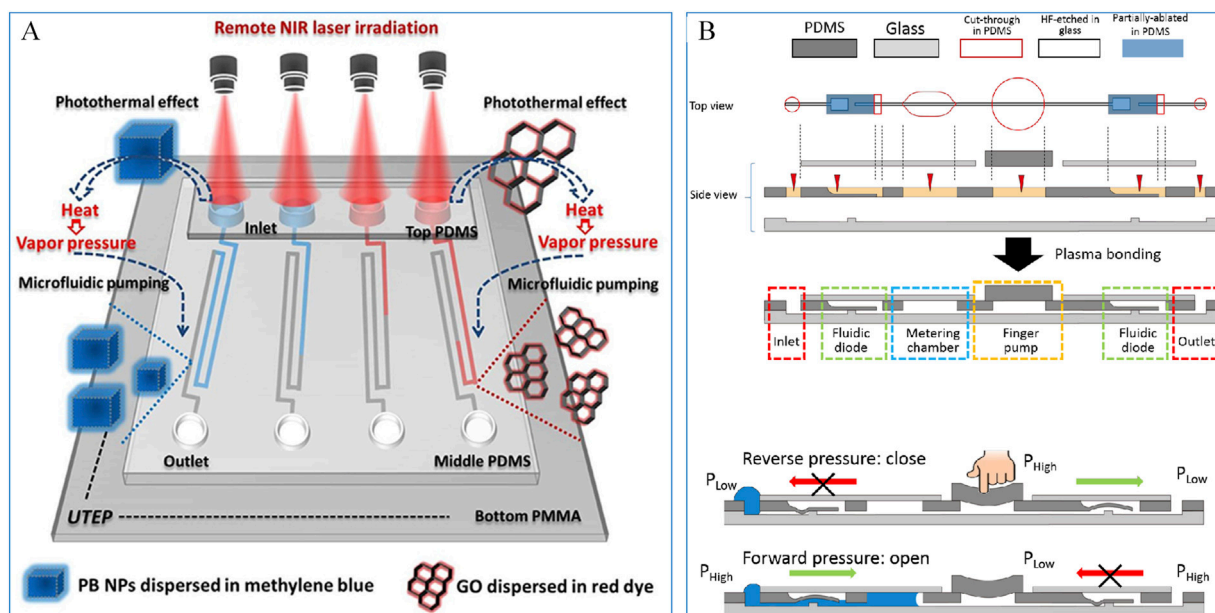 A
Remote NIR laser irradiation
Photothermal effect
Photothermal effect
Heat
Vapor pressure
Inlet
Top PDMS
Heat
Vapor pressure
Microfluidic pumping
Microfluidic pumping
Outlet
Middle PDMS
UTEP
Bottom PMMA
PB NPs dispersed in methylene blue
GO dispersed in red dye
B
PDMS
Glass
Cut-through
in PDMS
HF-etched in
glass
Partially-ablated
in PDMS
Top view
Side view
Plasma bonding
Inlet
Fluidic
diode
Metering
chamber
Finger
pump
Fluidic
diode
Outlet
Reverse pressure: close
PHigh
PLow
PLow
Forward pressure: open
PHigh
PLow
PHigh